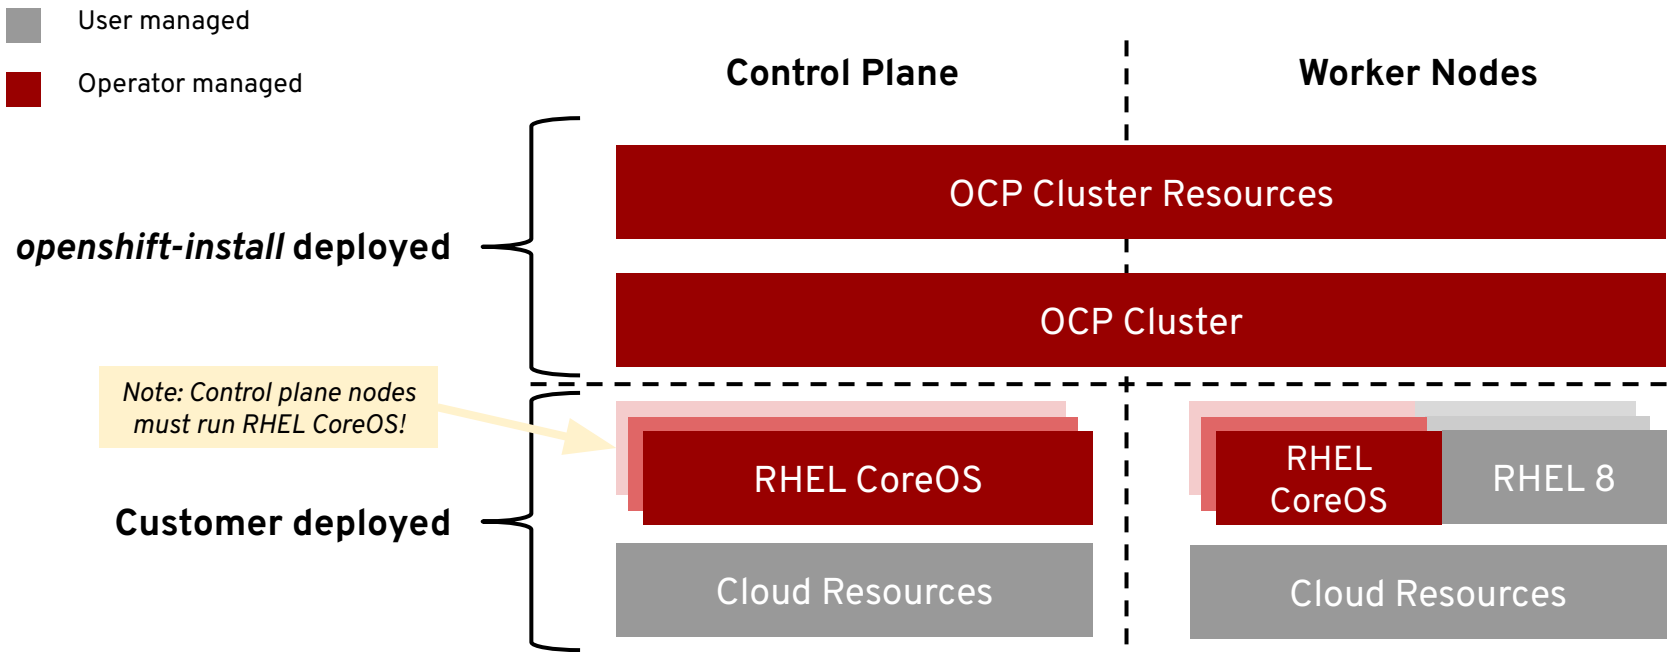 User managed
Operator managed
Control Plane
Worker Nodes
OCP Cluster Resources
openshift-install deployed
OCP Cluster
Note: Control plane nodes
must run RHEL CoreOS!
RHEL CoreOS
RHEL
CoreOS
RHEL 8
Customer deployed
Cloud Resources
Cloud Resources